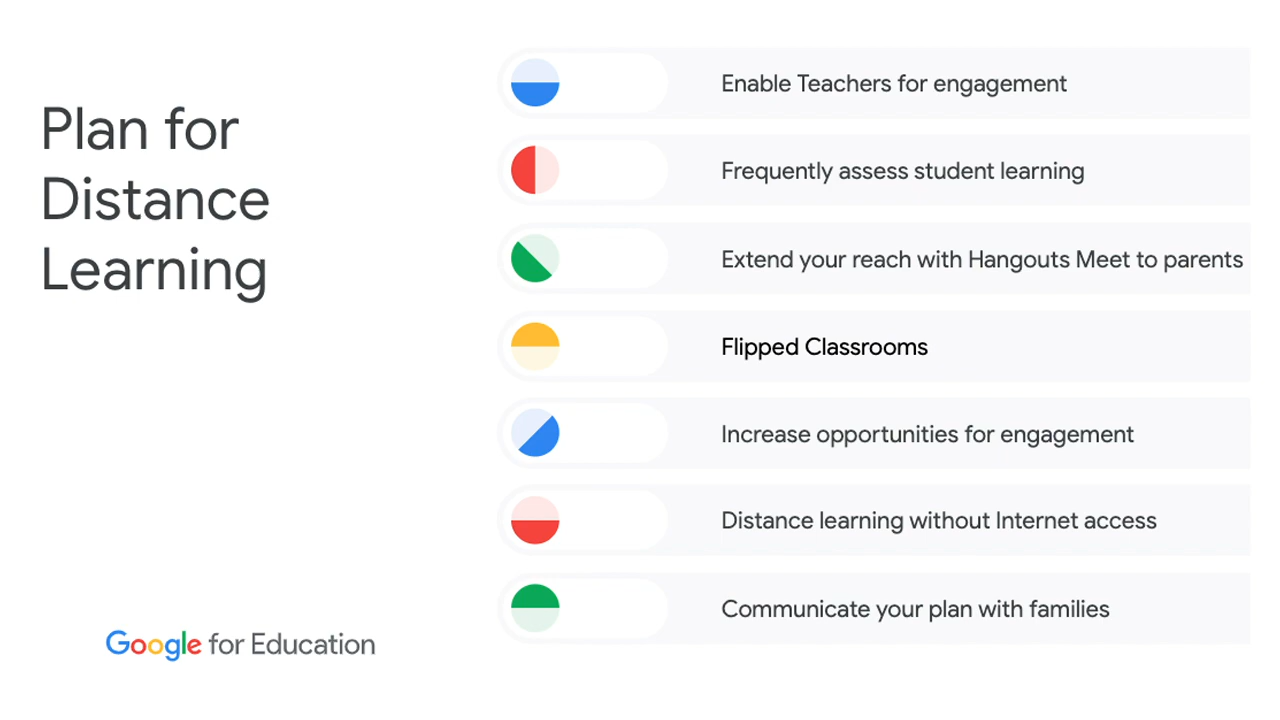 Plan for
Distance
Learning
Enable Teachers for engagement
Frequently assess student learning
Extend your reach with Hangouts Meet to parents
Flipped Classrooms
Increase opportunities for engagement
Distance learning without Internet access
Communicate your plan with families
Google for Education